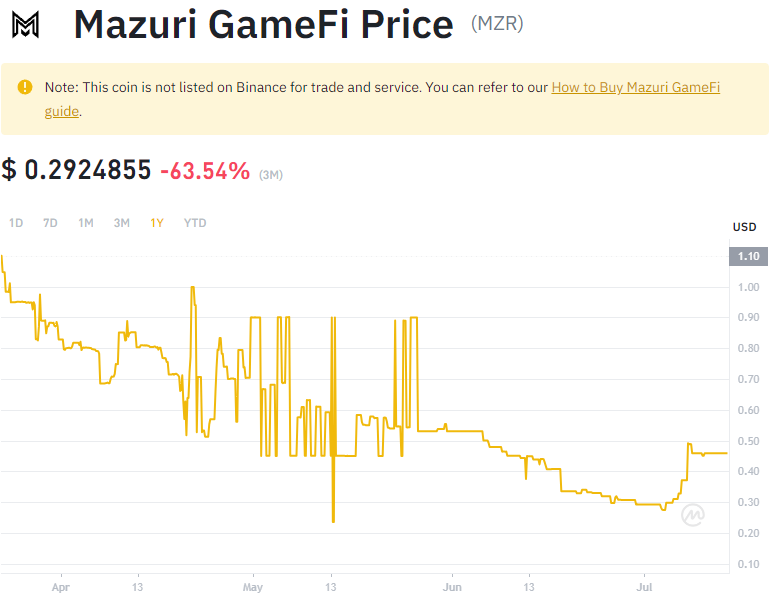 Mazuri GameFi Price (MZR)
Note: This coin is not listed on Binance for trade and service. You can refer to our How to Buy Mazuri GameFi
guide.
$ 0.2924855 -63.54% (3M)
1D 7D 1M 3M 1Y YTD
USD
1.10
1.00
0.90
0.80
0.70
0.60
0.50
0.40
0.30
0.20
0.10
Apr 13 May 13 Jun 13 Jul